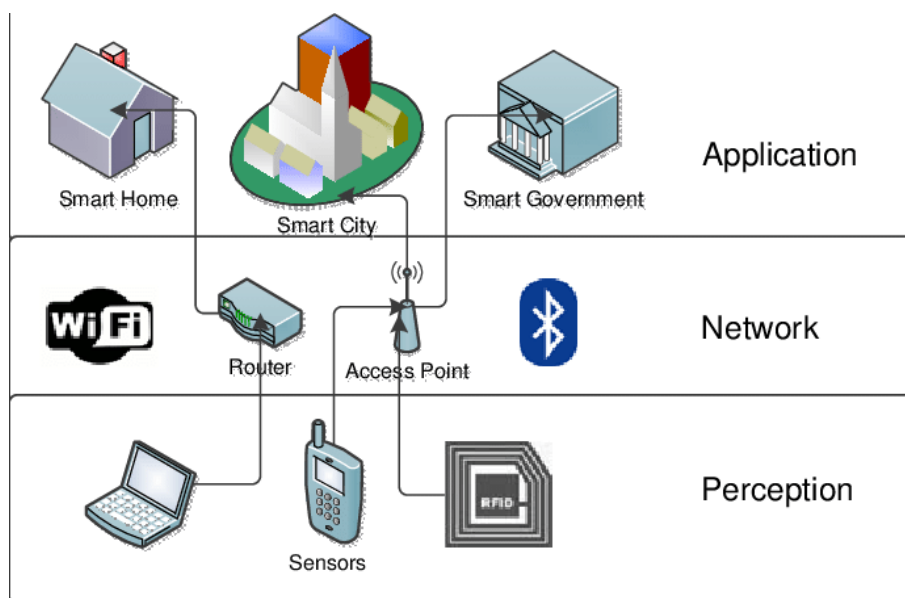 Smart Home
Smart City
Smart Government
Application
WiFi
Router
Access Point
Network
RFID
Sensors
Perception